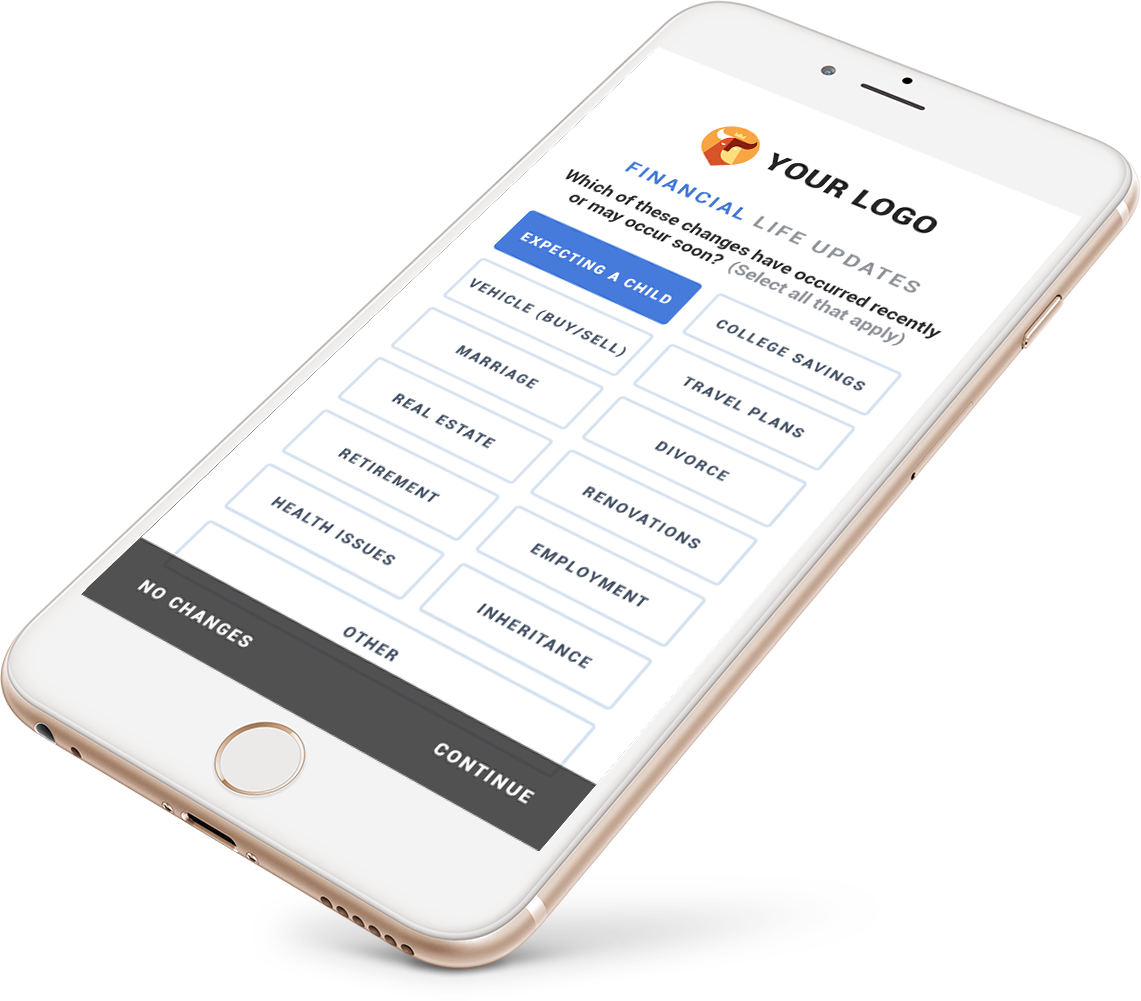 YOUR LOGO
FINANCIAL LIFE UPDATES
Which of these changes have occurred recently
or may occur soon? (Select all that apply)
EXPECTING A CHILD
COLLEGE SAVINGS
VEHICLE (BUY/SELL)
TRAVEL PLANS
MARRIAGE
DIVORCE
REAL ESTATE
RENOVATIONS
RETIREMENT
EMPLOYMENT
HEALTH ISSUES
INHERITANCE
OTHER
NO CHANGES
CONTINUE